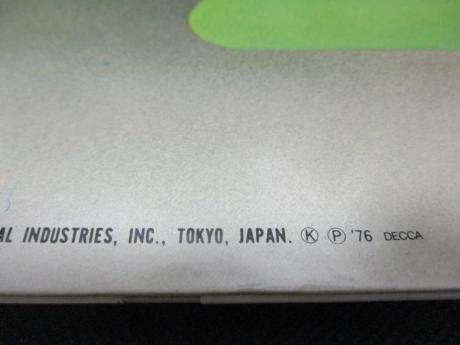 AL INDUSTRIES, INC., TOKYO, JAPAN. Ⓚ Ⓟ '76 DECCA